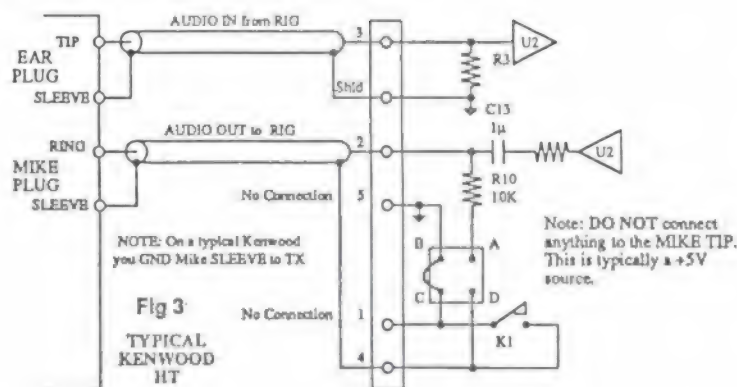 AUDIO IN from RIG
TIP
EAR
PLUG
SLEEVE
3
Shld
R3
U2
C13
1µ
AUDIO OUT to RIG
RING
MIKE
PLUG
SLEEVE
2
U2
R10
10K
No Connection
5
B
A
C
D
NOTE: On a typical Kenwood
you GND Mike SLEEVE to TX
Note: DO NOT connect
anything to the MIKE TIP.
This is typically a +5V
source.
Fig 3
TYPICAL
KENWOOD
HT
No Connection
1
K1
4